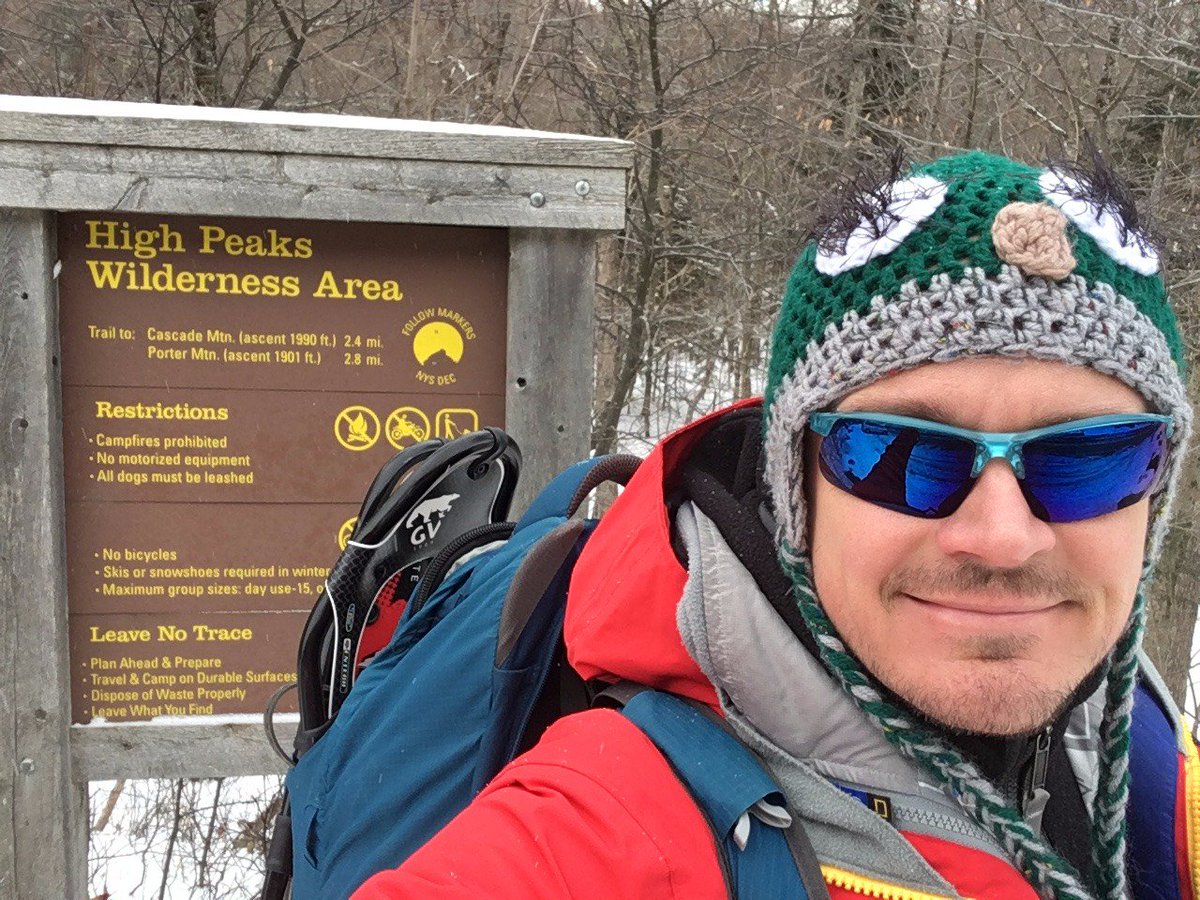 High Peaks
Wilderness Area
Trail to: Cascade Mtn. (ascent 1990 ft.) 2.4 mi.
Porter Mtn. (ascent 1901 ft.) 2.8 mi.
FOLLOW MARKERS
NYS DEC
Restrictions
• Campfires prohibited
• No motorized equipment
• All dogs must be leashed
• No bicycles
• Skis or snowshoes required in winter
• Maximum group sizes: day use-15, o
Leave No Trace
• Plan Ahead & Prepare
• Travel & Camp on Durable Surfaces
• Dispose of Waste Properly
• Leave What You Find
GV